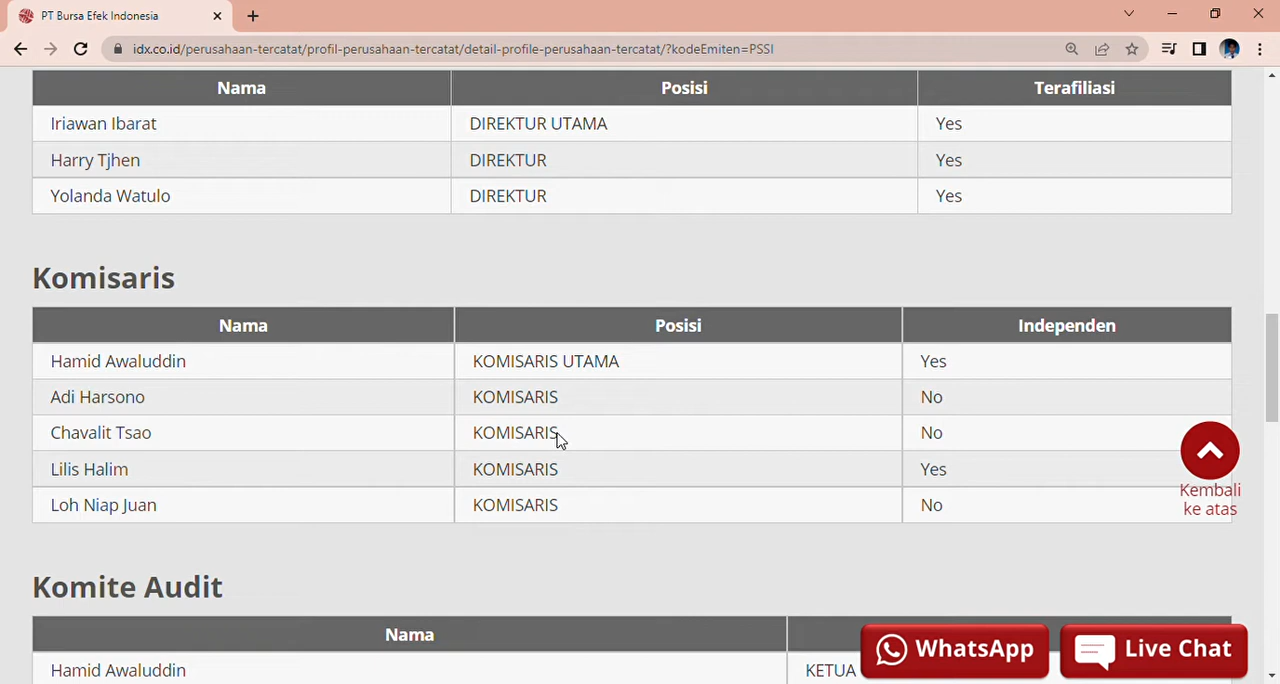 PT Bursa Efek Indonesia
idx.co.id/perusahaan-tercatat/profil-perusahaan-tercatat/detail-profile-perusahaan-tercatat/?kodeEmiten=PSSI
Nama Posisi Terafiliasi
Iriawan Ibarat DIREKTUR UTAMA Yes
Harry Tjhen DIREKTUR Yes
Yolanda Watulo DIREKTUR Yes
Komisaris
Nama Posisi Independen
Hamid Awaluddin KOMISARIS UTAMA Yes
Adi Harsono KOMISARIS No
Chavalit Tsao KOMISARIS No
Lilis Halim KOMISARIS Yes
Loh Niap Juan KOMISARIS No
Kembali
ke atas
Komite Audit
Nama
Hamid Awaluddin KETUA
WhatsApp
Live Chat